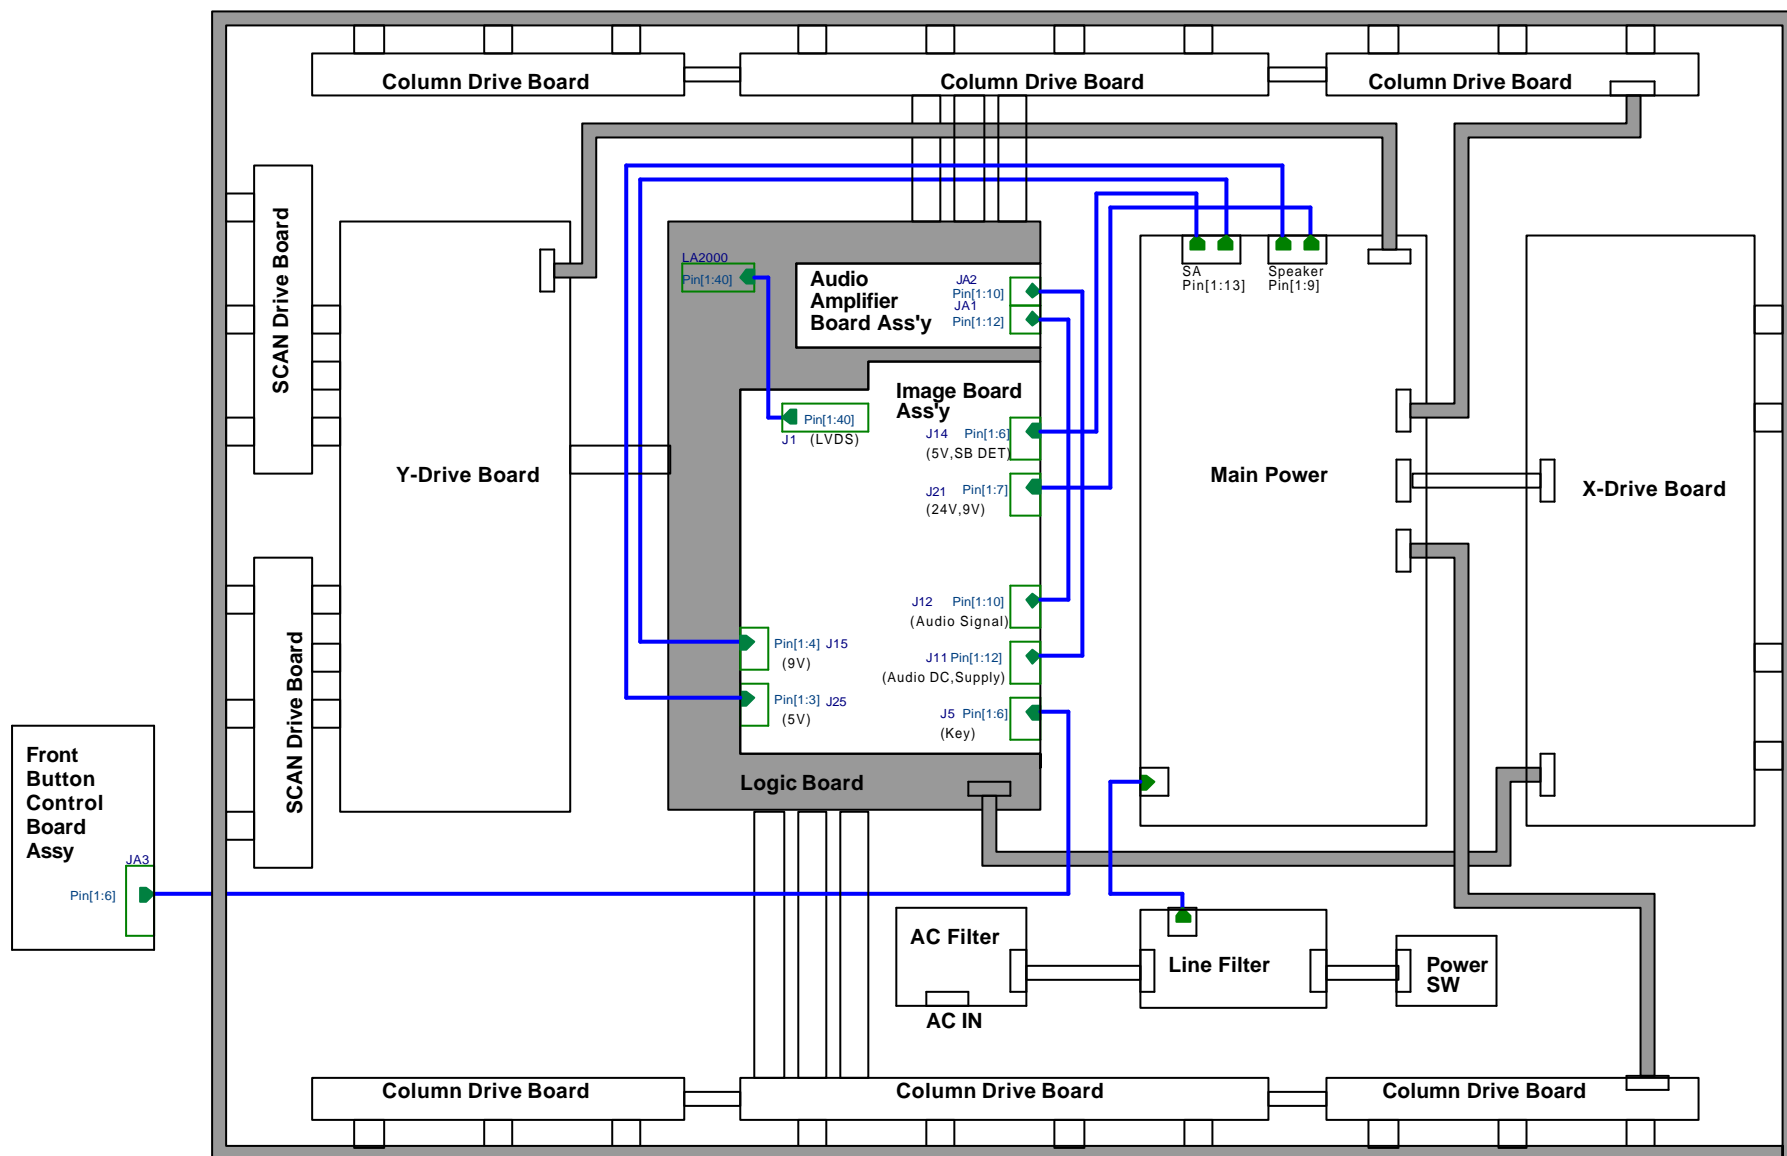 Column Drive Board
Column Drive Board
Column Drive Board
SCAN Drive Board
SCAN Drive Board
Y-Drive Board
LA2000
Pin[1:40]
Audio
Amplifier
Board Ass'y
JA2
Pin[1:10]
JA1
Pin[1:12]
SA
Pin[1:13]
Speaker
Pin[1:9]
Image Board
Ass'y
Pin[1:40]
J1 (LVDS)
J14 Pin[1:6]
(5V,SB DET)
J21 Pin[1:7]
(24V,9V)
J12 Pin[1:10]
(Audio Signal)
J11 Pin[1:12]
(Audio DC,Supply)
J5 Pin[1:6]
(Key)
Pin[1:4] J15
(9V)
Pin[1:3] J25
(5V)
Logic Board
Main Power
X-Drive Board
Front
Button
Control
Board
Assy
JA3
Pin[1:6]
AC Filter
AC IN
Line Filter
Power
SW
Column Drive Board
Column Drive Board
Column Drive Board